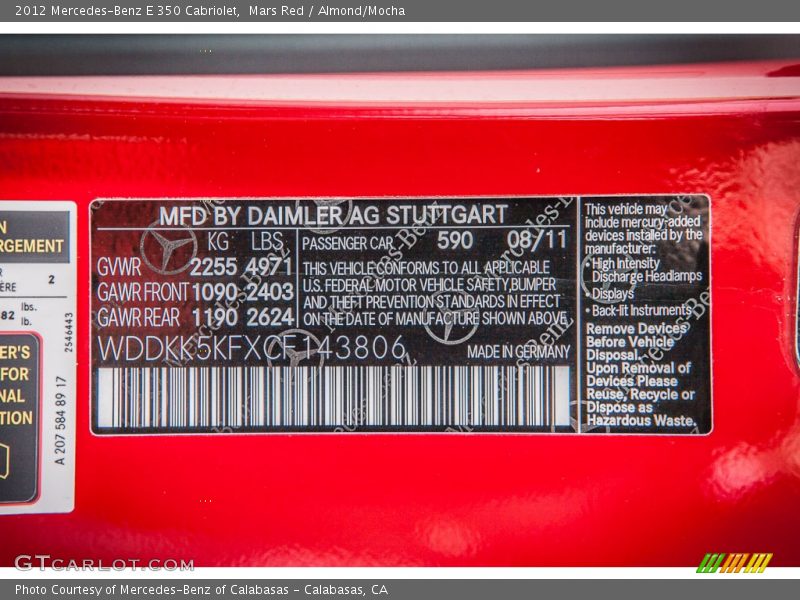 2012 Mercedes-Benz E 350 Cabriolet, Mars Red / Almond/Mocha
MFD BY DAIMLER AG STUTTGART
KG LBS
GVWR 2255 4971
GAWR FRONT 1090 2403
GAWR REAR 1190 2624
PASSENGER CAR 590 08/11
THIS VEHICLE CONFORMS TO ALL APPLICABLE
U.S. FEDERAL MOTOR VEHICLE SAFETY,BUMPER
AND THEFT PREVENTION STANDARDS IN EFFECT
ON THE DATE OF MANUFACTURE SHOWN ABOVE.
WDDKK5KFXCF143806 MADE IN GERMANY
This vehicle may
include mercury-added
devices installed by the
manufacturer:
• High Intensity
Discharge Headlamps
• Displays
• Back-lit Instruments
Remove Devices
Before Vehicle
Disposal.
Upon Removal of
Devices Please
Reuse, Recycle or
Dispose as
Hazardous Waste.
2
lbs.
lb.
2546443
A 207 584 89 17
GTCARLOT.COM
Photo Courtesy of Mercedes-Benz of Calabasas - Calabasas, CA